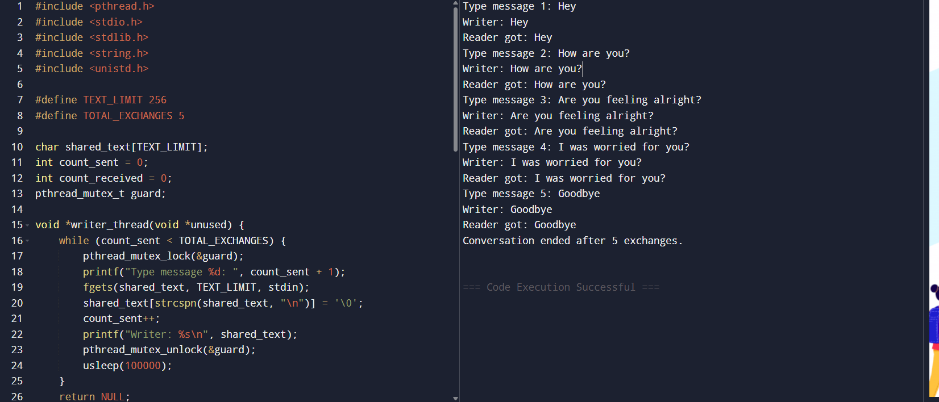 1 #include <pthread.h>
2 #include <stdio.h>
3 #include <stdlib.h>
4 #include <string.h>
5 #include <unistd.h>
6
7 #define TEXT_LIMIT 256
8 #define TOTAL_EXCHANGES 5
9
10 char shared_text[TEXT_LIMIT];
11 int count_sent = 0;
12 int count_received = 0;
13 pthread_mutex_t guard;
14
15 void *writer_thread(void *unused) {
16 while (count_sent < TOTAL_EXCHANGES) {
17 pthread_mutex_lock(&guard);
18 printf("Type message %d: ", count_sent + 1);
19 fgets(shared_text, TEXT_LIMIT, stdin);
20 shared_text[strcspn(shared_text, "\n")] = '\0';
21 count_sent++;
22 printf("Writer: %s\n", shared_text);
23 pthread_mutex_unlock(&guard);
24 usleep(100000);
25 }
26 return NULL;
Type message 1: Hey
Writer: Hey
Reader got: Hey
Type message 2: How are you?
Writer: How are you?
Reader got: How are you?
Type message 3: Are you feeling alright?
Writer: Are you feeling alright?
Reader got: Are you feeling alright?
Type message 4: I was worried for you?
Writer: I was worried for you?
Reader got: I was worried for you?
Type message 5: Goodbye
Writer: Goodbye
Reader got: Goodbye
Conversation ended after 5 exchanges.
=== Code Execution Successful ===